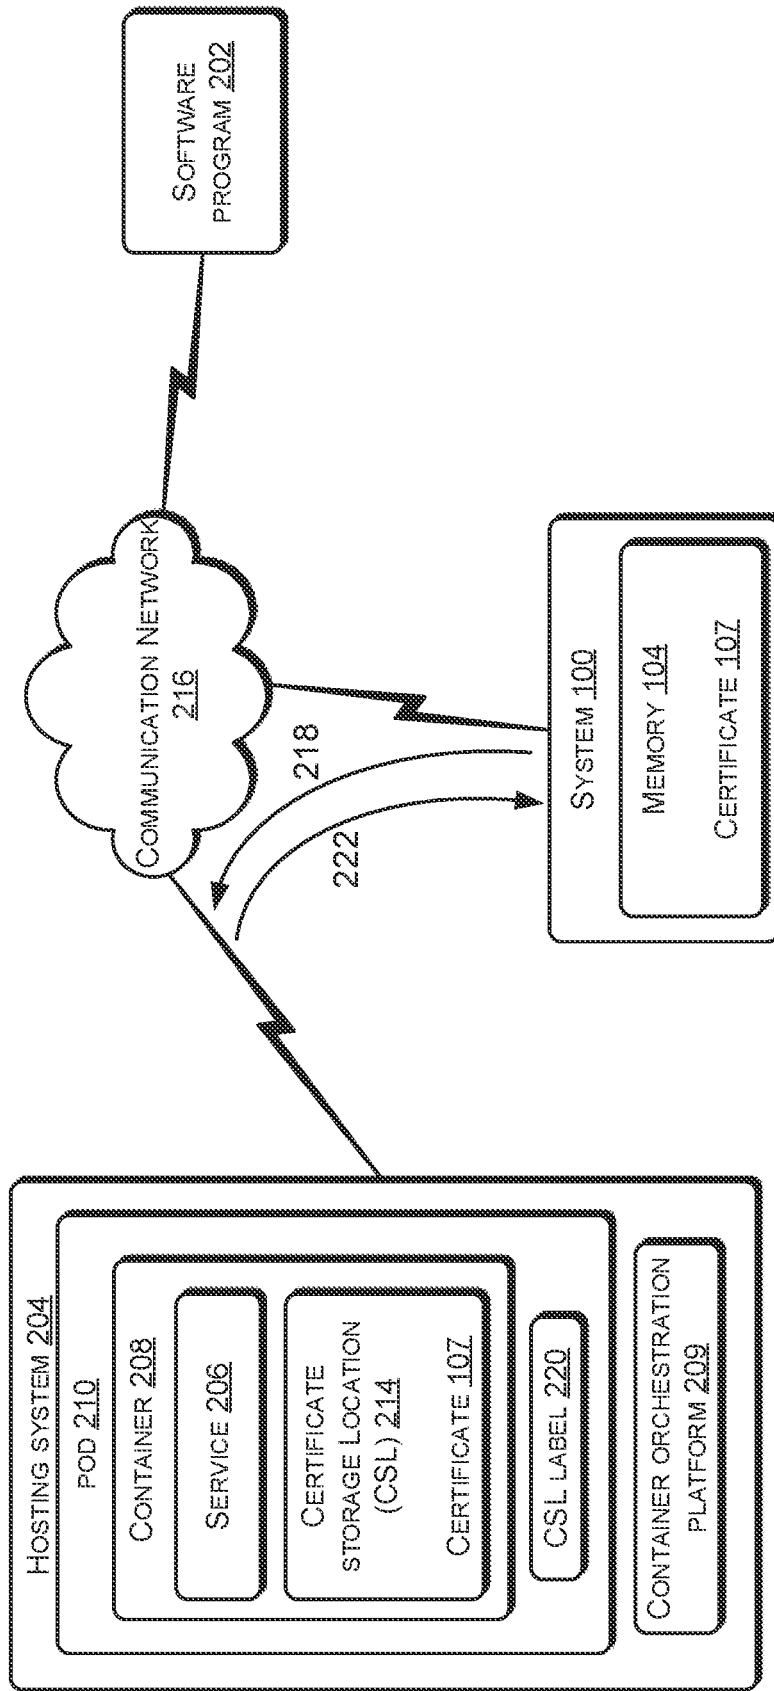 HOSTING SYSTEM 204
POD 210
CONTAINER 208
SERVICE 206
CERTIFICATE
STORAGE LOCATION
(CSL) 214
CERTIFICATE 107
CSL LABEL 220
CONTAINER ORCHESTRATION
PLATFORM 209
COMMUNICATION NETWORK
216
218
222
SYSTEM 100
MEMORY 104
CERTIFICATE 107
SOFTWARE
PROGRAM 202